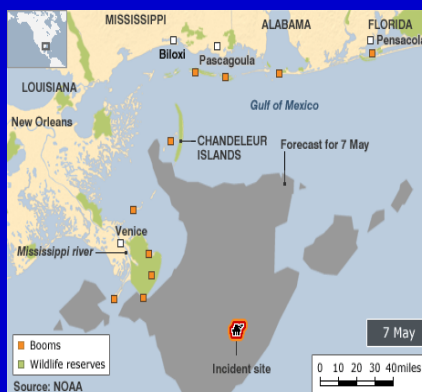 MISSISSIPPI
ALABAMA
FLORIDA
Biloxi
Pascagoula
Pensacola
LOUISIANA
Gulf of Mexico
New Orleans
CHANDELEUR
ISLANDS
Forecast for 7 May
Venice
Mississippi river
7 May
Booms
Wildlife reserves
Incident site
0 10 20 30 40miles
Source: NOAA